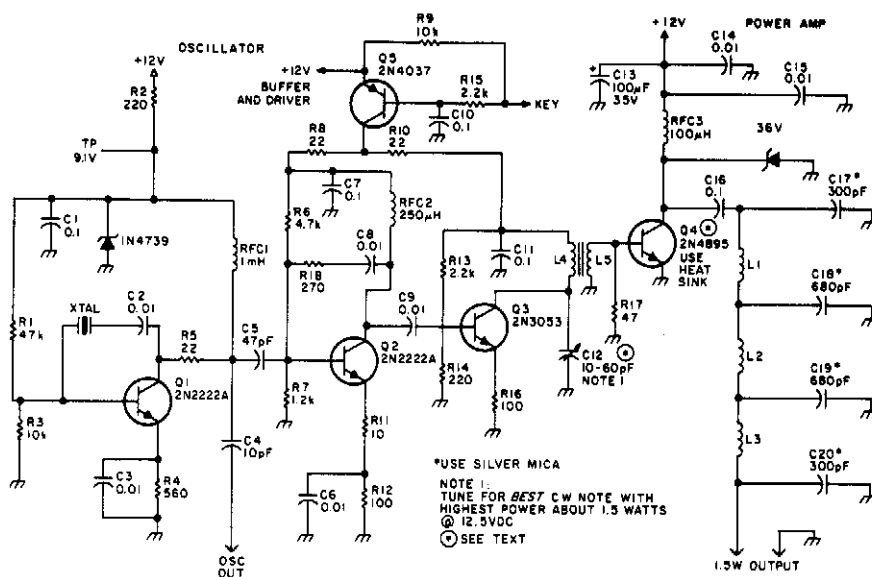 OSCILLATOR
+12V
R2
220
TP
9.1V
C1
0.1
1N4739
RFC1
1mH
R1
47k
XTAL
C2
0.01
R5
22
C5
47pF
Q1
2N2222A
R3
10k
C3
0.01
R4
560
C4
10pF
OSC
OUT
R9
10k
+12V
Q5
2N4037
BUFFER
AND DRIVER
R15
2.2k
KEY
C10
0.1
R8
22
R10
22
C7
0.1
RFC2
250µH
R6
4.7k
C8
0.01
R18
270
C9
0.01
Q2
2N2222A
R7
1.2k
R11
10
C6
0.01
R12
100
R13
2.2k
C11
0.1
Q3
2N3053
R14
220
R16
100
L4
L5
C12
10-60pF
NOTE 1
R17
47
+12V
POWER AMP
C14
0.01
C13
+
100µF
35V
C15
0.01
RFC3
100µH
36V
C16
0.1
C17*
300pF
Q4
2N4895
USE
HEAT
SINK
L1
C18*
680pF
L2
C19*
680pF
L3
C20*
300pF
1.5W OUTPUT
*USE SILVER MICA
NOTE 1:
TUNE FOR BEST CW NOTE WITH
HIGHEST POWER ABOUT 1.5 WATTS
@ 12.5VDC
* SEE TEXT